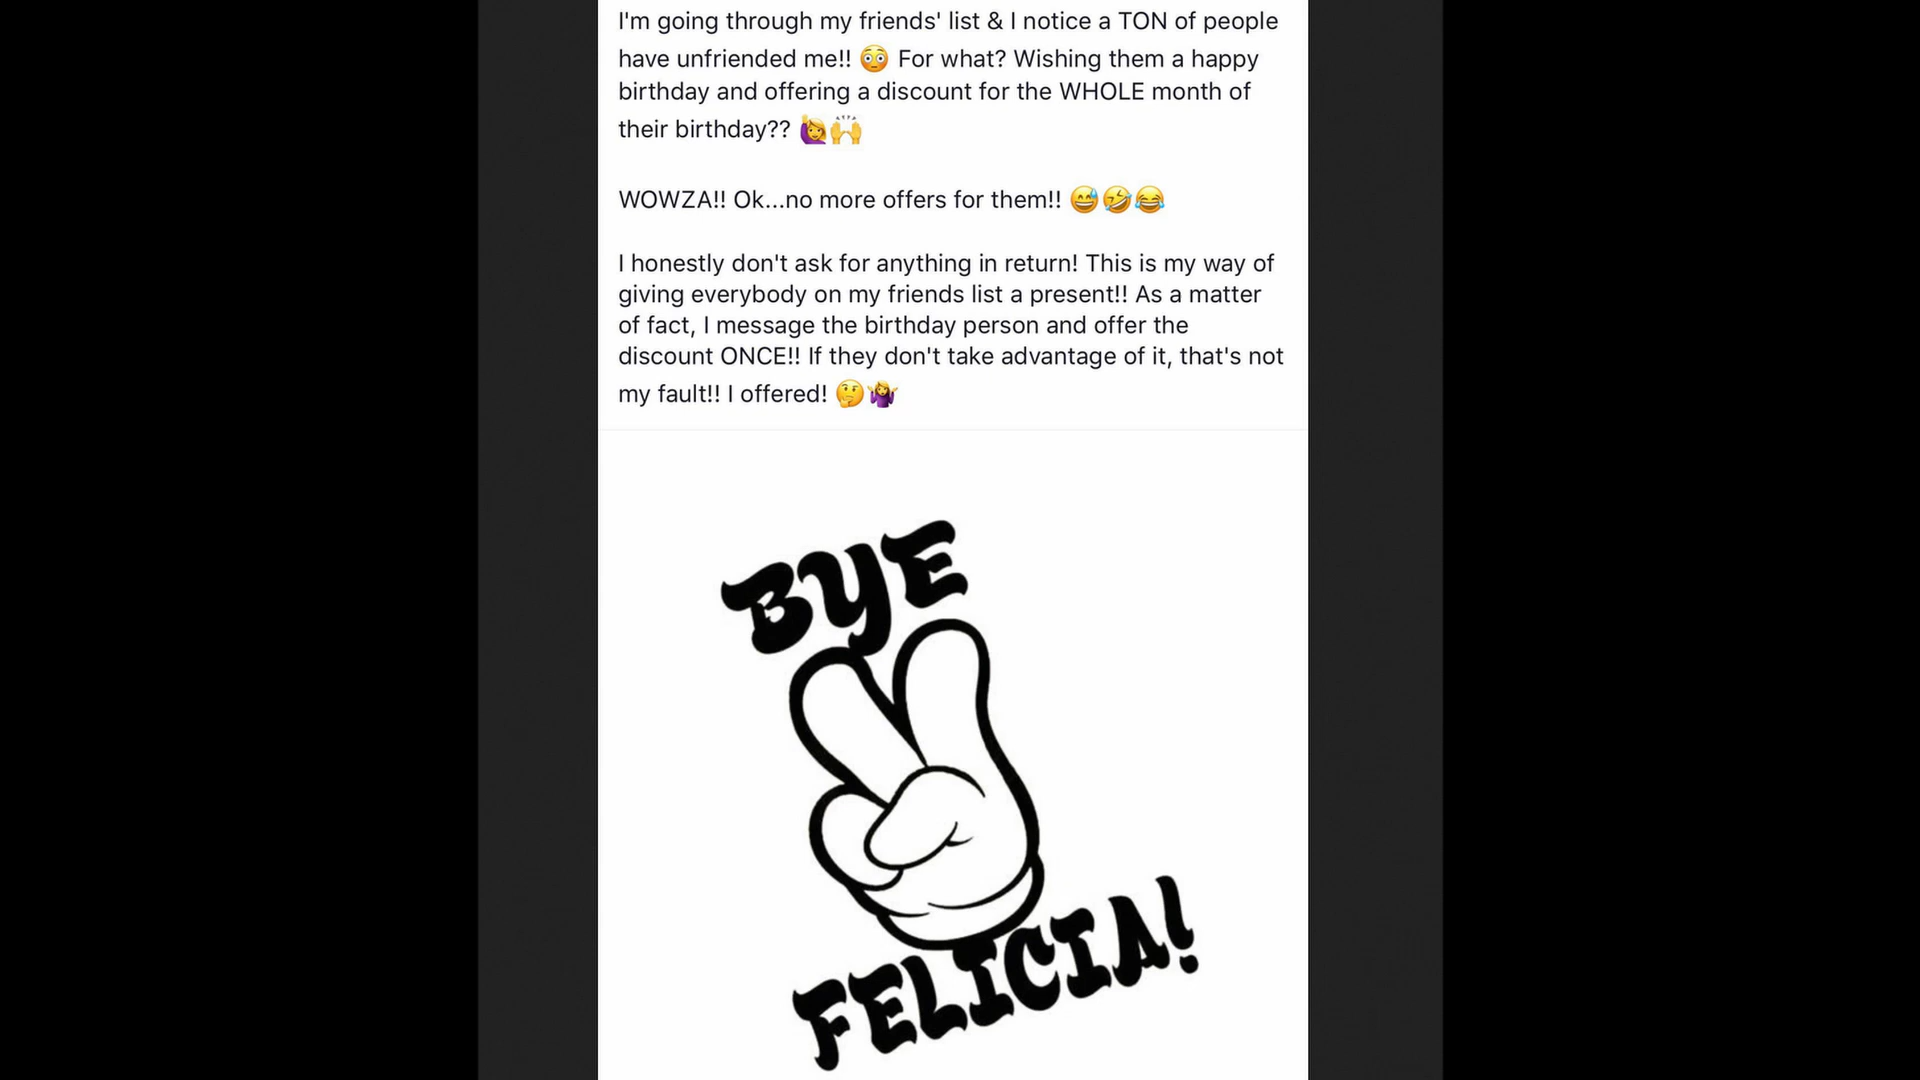 I'm going through my friends' list & I notice a TON of people
have unfriended me!! 😳 For what? Wishing them a happy
birthday and offering a discount for the WHOLE month of
their birthday?? 🙋‍♀️🙌
WOWZA!! Ok...no more offers for them!! 😅🤣😂
I honestly don't ask for anything in return! This is my way of
giving everybody on my friends list a present!! As a matter
of fact, I message the birthday person and offer the
discount ONCE!! If they don't take advantage of it, that's not
my fault!! I offered! 🤔🤷‍♀️
BYE
FELICIA!